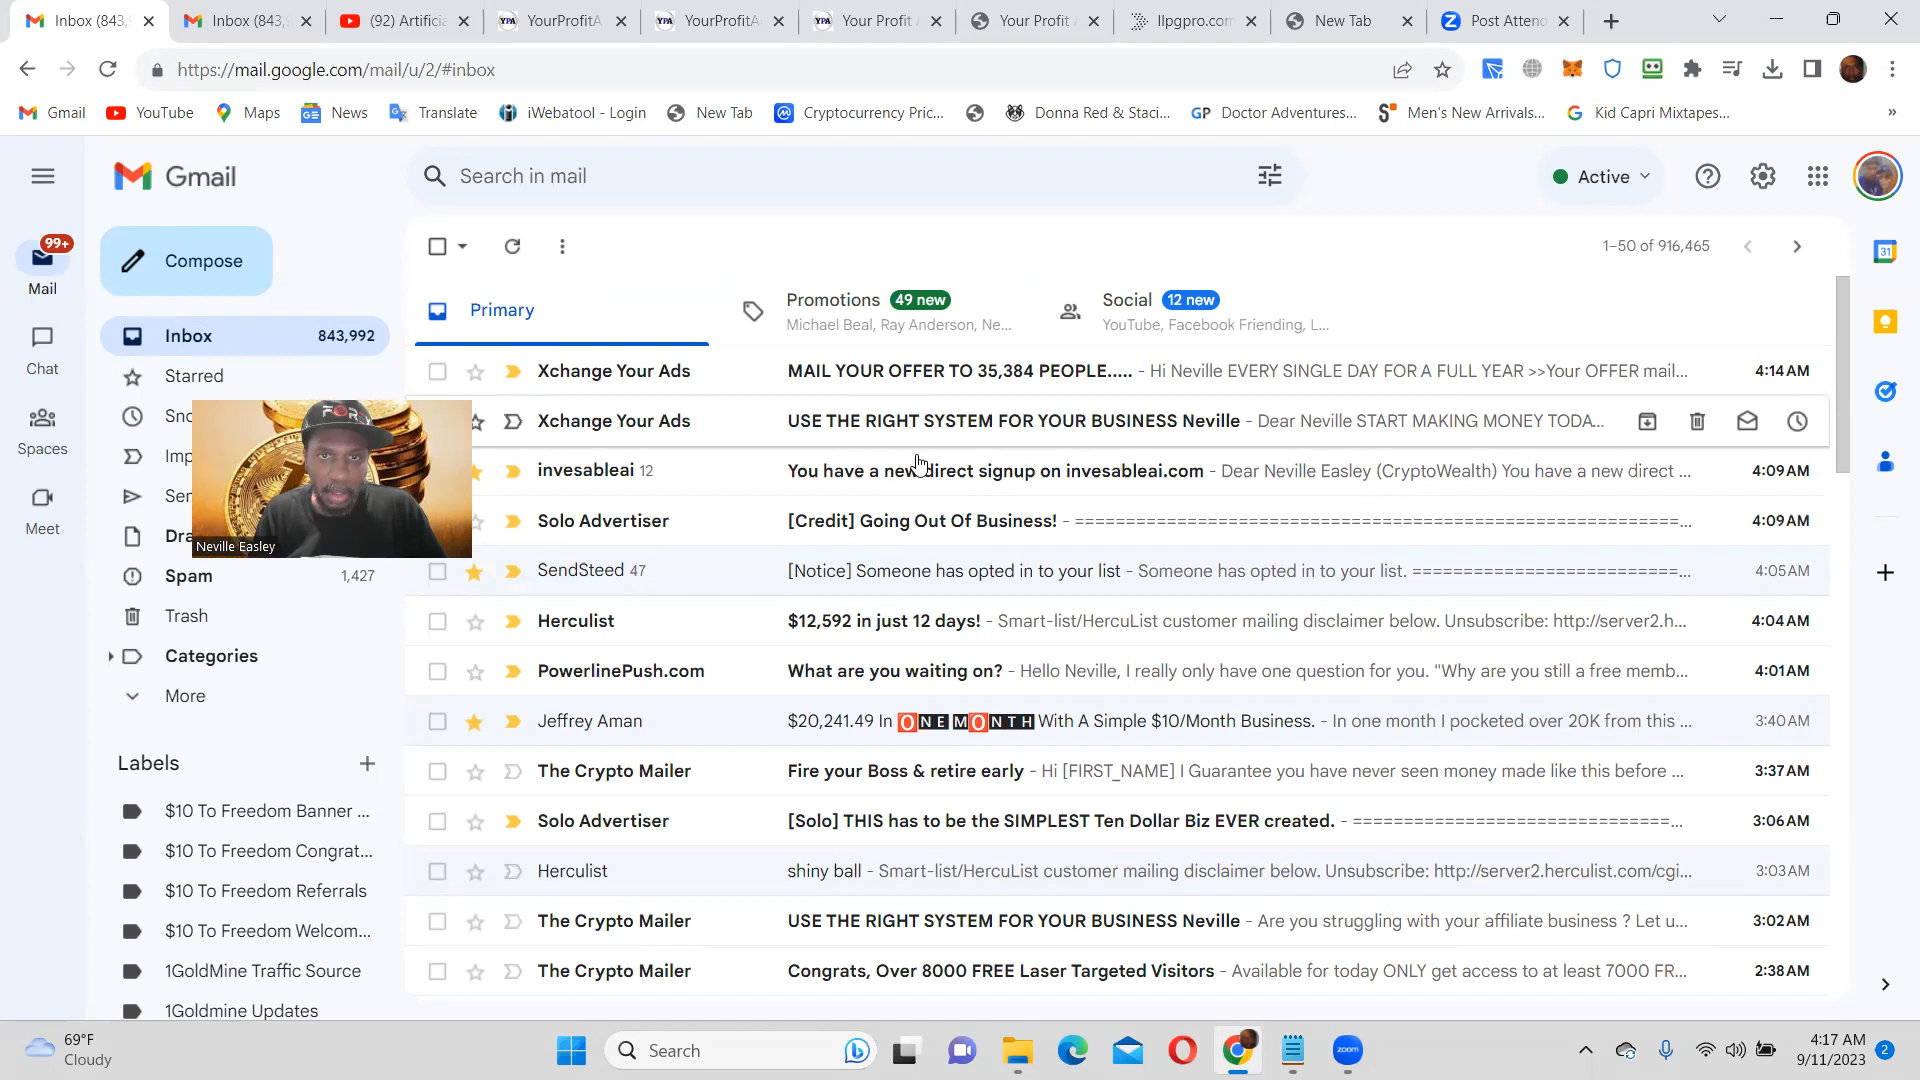 Inbox (843,
Inbox (843,
(92) Artificia
YourProfitA
YourProfitA
Your Profit A
Your Profit A
llpgpro.com
New Tab
Post Attend
https://mail.google.com/mail/u/2/#inbox
Gmail
YouTube
Maps
News
Translate
iWebatool - Login
New Tab
Cryptocurrency Pric...
Donna Red & Staci...
GP Doctor Adventures...
Men's New Arrivals...
Kid Capri Mixtapes...
»
Gmail
Search in mail
Active
99+
Mail
Chat
Spaces
Meet
Compose
Inbox 843,992
Starred
Sno
Imp
Sen
Dra
Spam 1,427
Trash
Categories
More
Labels
$10 To Freedom Banner ...
$10 To Freedom Congrat...
$10 To Freedom Referrals
$10 To Freedom Welcom...
1GoldMine Traffic Source
1Goldmine Updates
FOR
Neville Easley
1–50 of 916,465
Primary
Promotions 49 new
Michael Beal, Ray Anderson, Ne...
Social 12 new
YouTube, Facebook Friending, L...
Xchange Your Ads MAIL YOUR OFFER TO 35,384 PEOPLE..... - Hi Neville EVERY SINGLE DAY FOR A FULL YEAR >>Your OFFER mail... 4:14 AM
Xchange Your Ads USE THE RIGHT SYSTEM FOR YOUR BUSINESS Neville - Dear Neville START MAKING MONEY TODA...
invesableai 12 You have a new direct signup on invesableai.com - Dear Neville Easley (CryptoWealth) You have a new direct ... 4:09 AM
Solo Advertiser [Credit] Going Out Of Business! - ============================================================... 4:09 AM
SendSteed 47 [Notice] Someone has opted in to your list - Someone has opted in to your list. ==========================... 4:05 AM
Herculist $12,592 in just 12 days! - Smart-list/HercuList customer mailing disclaimer below. Unsubscribe: http://server2.h... 4:04 AM
PowerlinePush.com What are you waiting on? - Hello Neville, I really only have one question for you. "Why are you still a free memb... 4:01 AM
Jeffrey Aman $20,241.49 In ONE MONTH With A Simple $10/Month Business. - In one month I pocketed over 20K from this ... 3:40 AM
The Crypto Mailer Fire your Boss & retire early - Hi [FIRST_NAME] I Guarantee you have never seen money made like this before ... 3:37 AM
Solo Advertiser [Solo] THIS has to be the SIMPLEST Ten Dollar Biz EVER created. - ===============================... 3:06 AM
Herculist shiny ball - Smart-list/HercuList customer mailing disclaimer below. Unsubscribe: http://server2.herculist.com/cgi... 3:03 AM
The Crypto Mailer USE THE RIGHT SYSTEM FOR YOUR BUSINESS Neville - Are you struggling with your affiliate business ? Let u... 3:02 AM
The Crypto Mailer Congrats, Over 8000 FREE Laser Targeted Visitors - Available for today ONLY get access to at least 7000 FR... 2:38 AM
31
69°F
Cloudy
Search
zoom
4:17 AM
9/11/2023
2